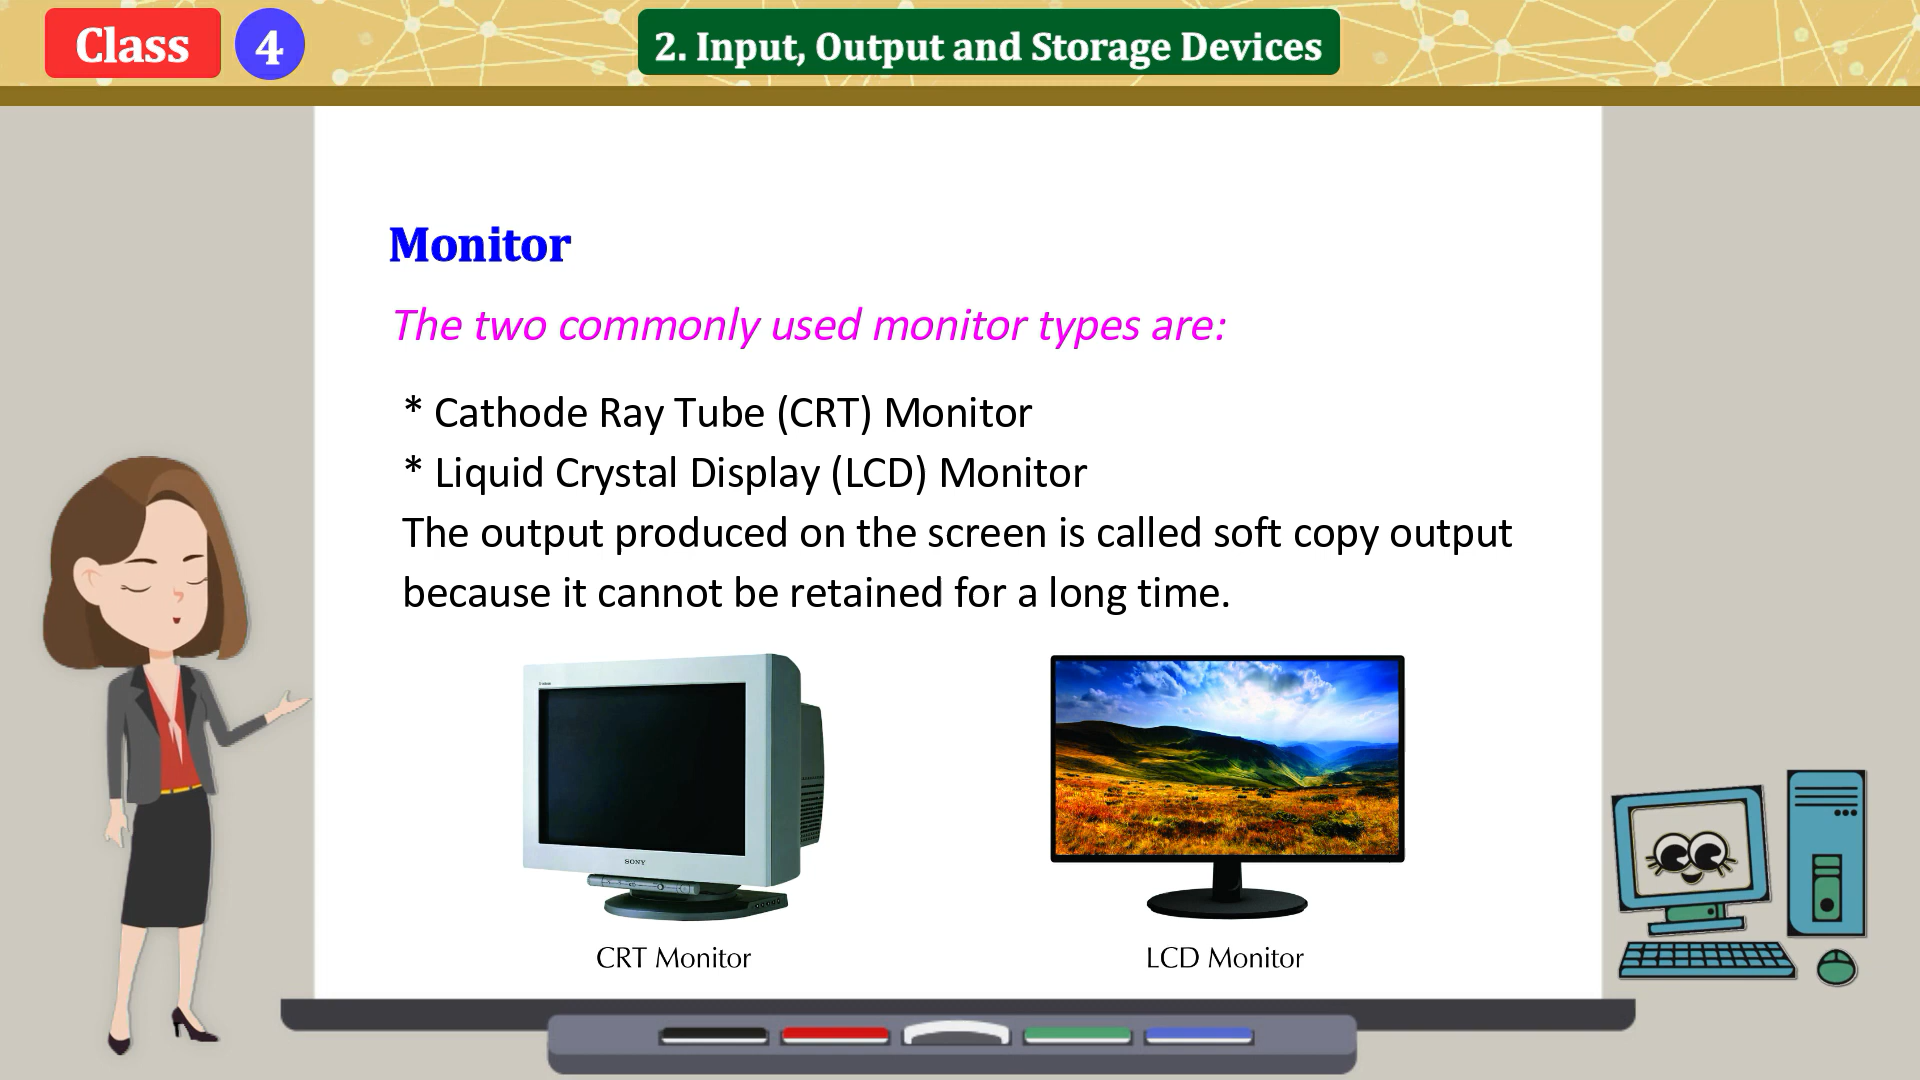 Class 4
2. Input, Output and Storage Devices
Monitor
The two commonly used monitor types are:
* Cathode Ray Tube (CRT) Monitor
* Liquid Crystal Display (LCD) Monitor
The output produced on the screen is called soft copy output
because it cannot be retained for a long time.
SONY
CRT Monitor
LCD Monitor